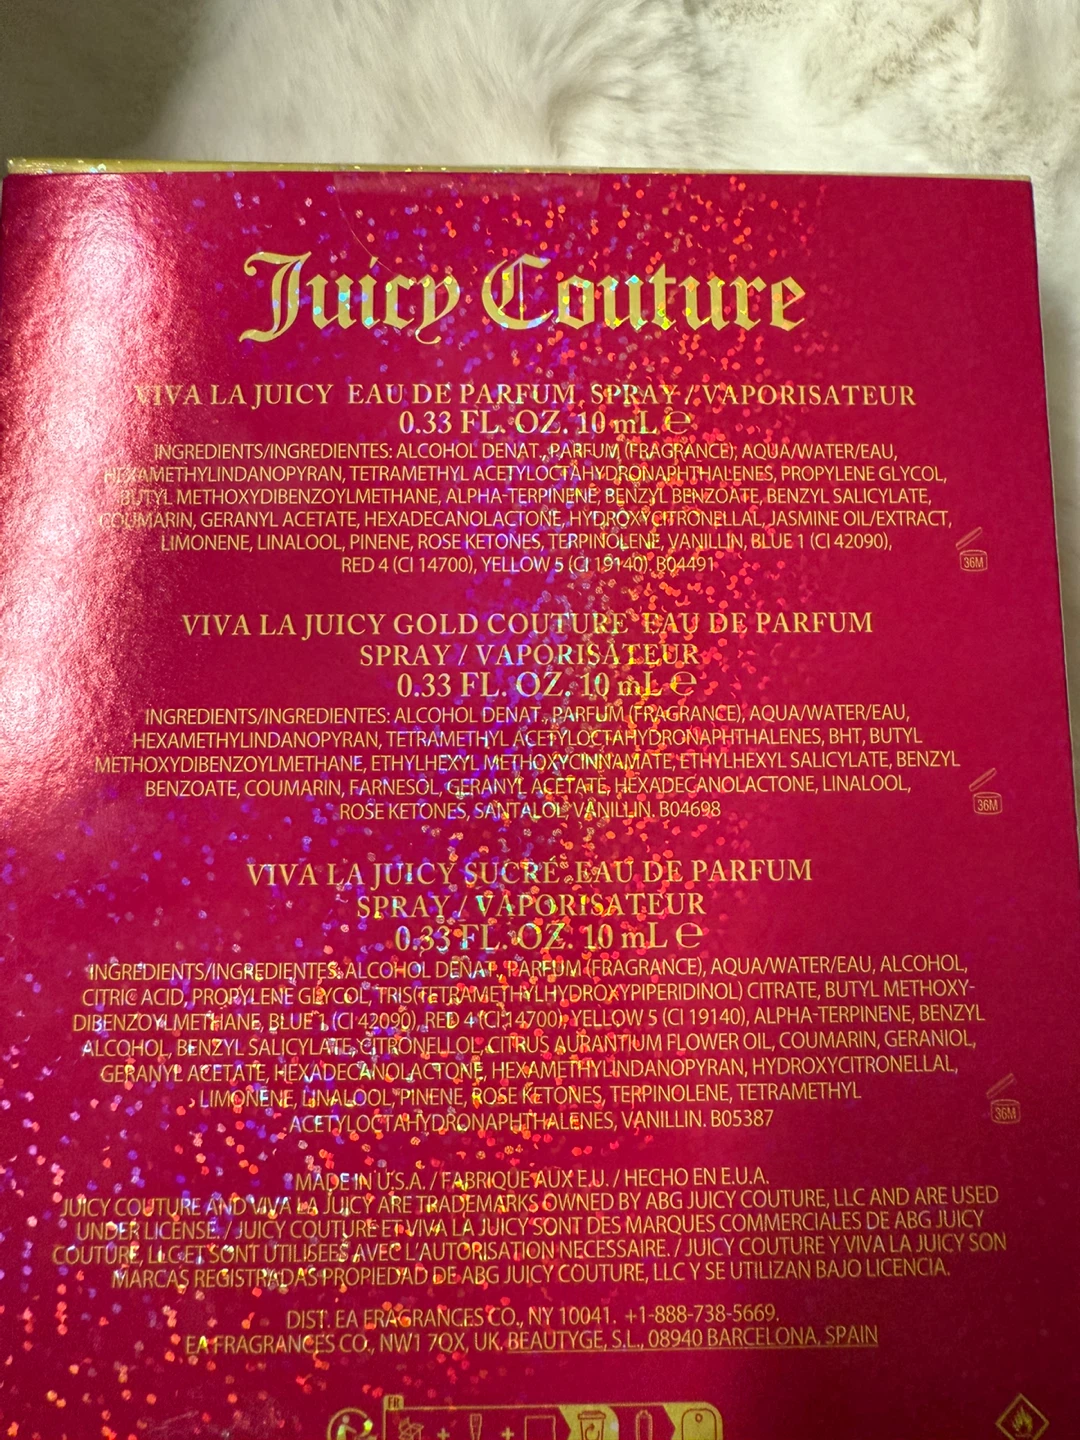 Juicy Couture
VIVA LA JUICY EAU DE PARFUM SPRAY / VAPORISATEUR
0.33 FL. OZ. 10 mL ℮
INGREDIENTS/INGREDIENTES: ALCOHOL DENAT., PARFUM (FRAGRANCE), AQUA/WATER/EAU,
HEXAMETHYLINDANOPYRAN, TETRAMETHYL ACETYLOCTAHYDRONAPHTHALENES, PROPYLENE GLYCOL,
BUTYL METHOXYDIBENZOYLMETHANE, ALPHA-TERPINENE, BENZYL BENZOATE, BENZYL SALICYLATE,
COUMARIN, GERANYL ACETATE, HEXADECANOLACTONE, HYDROXYCITRONELLAL, JASMINE OIL/EXTRACT,
LIMONENE, LINALOOL, PINENE, ROSE KETONES, TERPINOLENE, VANILLIN, BLUE 1 (CI 42090),
RED 4 (CI 14700), YELLOW 5 (CI 19140). B04491
36M
VIVA LA JUICY GOLD COUTURE EAU DE PARFUM
SPRAY / VAPORISATEUR
0.33 FL. OZ. 10 mL ℮
INGREDIENTS/INGREDIENTES: ALCOHOL DENAT., PARFUM (FRAGRANCE), AQUA/WATER/EAU,
HEXAMETHYLINDANOPYRAN, TETRAMETHYL ACETYLOCTAHYDRONAPHTHALENES, BHT, BUTYL
METHOXYDIBENZOYLMETHANE, ETHYLHEXYL METHOXYCINNAMATE, ETHYLHEXYL SALICYLATE, BENZYL
BENZOATE, COUMARIN, FARNESOL, GERANYL ACETATE, HEXADECANOLACTONE, LINALOOL,
ROSE KETONES, SANTALOL, VANILLIN. B04698
36M
VIVA LA JUICY SUCRÉ EAU DE PARFUM
SPRAY / VAPORISATEUR
0.33 FL. OZ. 10 mL ℮
INGREDIENTS/INGREDIENTES: ALCOHOL DENAT., PARFUM (FRAGRANCE), AQUA/WATER/EAU, ALCOHOL,
CITRIC ACID, PROPYLENE GLYCOL, TRIS(TETRAMETHYLHYDROXYPIPERIDINOL) CITRATE, BUTYL METHOXY-
DIBENZOYLMETHANE, BLUE 1 (CI 42090), RED 4 (CI 14700), YELLOW 5 (CI 19140), ALPHA-TERPINENE, BENZYL
ALCOHOL, BENZYL SALICYLATE, CITRONELLOL, CITRUS AURANTIUM FLOWER OIL, COUMARIN, GERANIOL,
GERANYL ACETATE, HEXADECANOLACTONE, HEXAMETHYLINDANOPYRAN, HYDROXYCITRONELLAL,
LIMONENE, LINALOOL, PINENE, ROSE KETONES, TERPINOLENE, TETRAMETHYL
ACETYLOCTAHYDRONAPHTHALENES, VANILLIN. B05387
36M
MADE IN U.S.A. / FABRIQUÉ AUX E.U. / HECHO EN E.U.A.
JUICY COUTURE AND VIVA LA JUICY ARE TRADEMARKS OWNED BY ABG JUICY COUTURE, LLC AND ARE USED
UNDER LICENSE. / JUICY COUTURE ET VIVA LA JUICY SONT DES MARQUES COMMERCIALES DE ABG JUICY
COUTURE, LLC ET SONT UTILISEES AVEC L'AUTORISATION NECESSAIRE. / JUICY COUTURE Y VIVA LA JUICY SON
MARCAS REGISTRADAS PROPIEDAD DE ABG JUICY COUTURE, LLC Y SE UTILIZAN BAJO LICENCIA.
DIST. EA FRAGRANCES CO., NY 10041. +1-888-738-5669.
EA FRAGRANCES CO., NW1 7QX, UK. BEAUTYGE, S.L., 08940 BARCELONA, SPAIN
FR